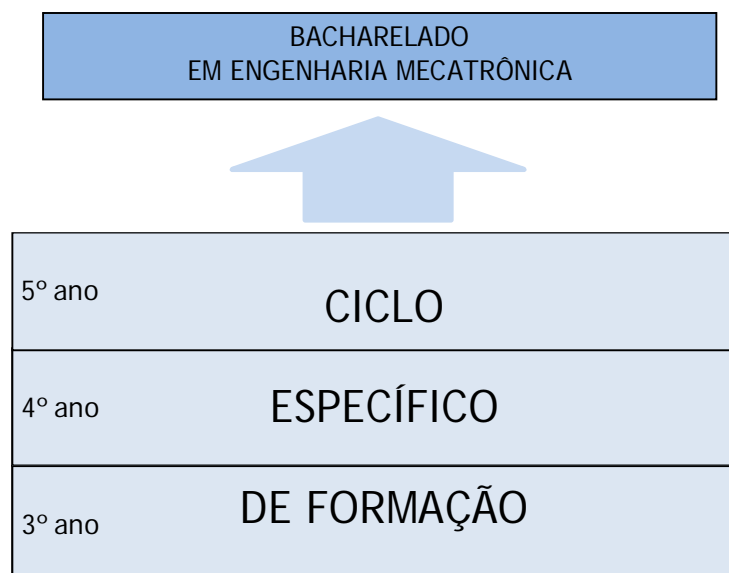 BACHARELADO
EM ENGENHARIA MECATRÔNICA
5º ano
CICLO
4º ano
ESPECÍFICO
3º ano
DE FORMAÇÃO